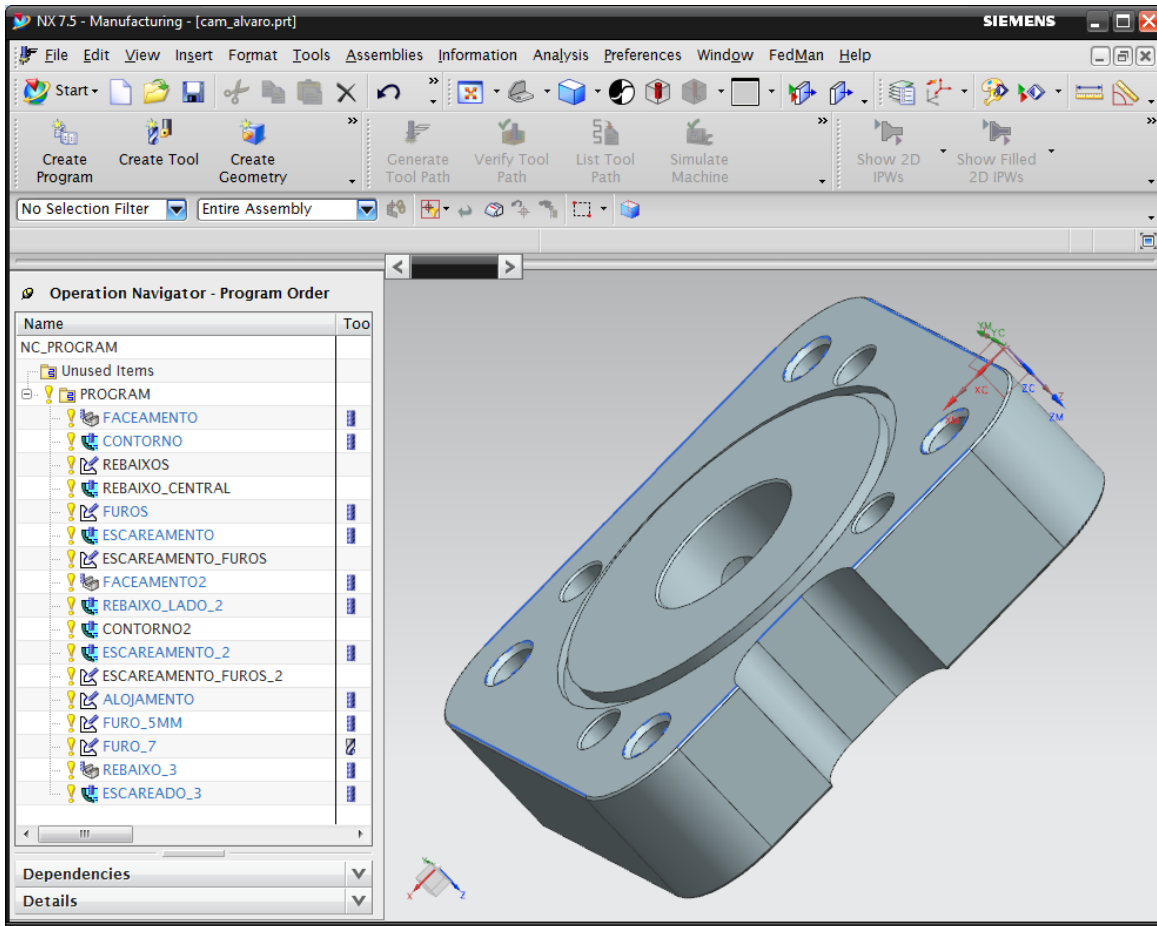 NX 7.5 - Manufacturing - [cam_alvaro.prt]
SIEMENS
File Edit View Insert Format Tools Assemblies Information Analysis Preferences Window FedMan Help
Start
Create Program
Create Tool
Create Geometry
Generate Tool Path
Verify Tool Path
List Tool Path
Simulate Machine
Show 2D IPWs
Show Filled 2D IPWs
No Selection Filter
Entire Assembly
Operation Navigator - Program Order
Name
Too
NC_PROGRAM
Unused Items
PROGRAM
FACEAMENTO
CONTORNO
REBAIXOS
REBAIXO_CENTRAL
FUROS
ESCAREAMENTO
ESCAREAMENTO_FUROS
FACEAMENTO2
REBAIXO_LADO_2
CONTORNO2
ESCAREAMENTO_2
ESCAREAMENTO_FUROS_2
ALOJAMENTO
FURO_5MM
FURO_7
REBAIXO_3
ESCAREADO_3
Dependencies
Details
YM
YC
XC
ZC
Z
XM
ZM
Y
X
Z